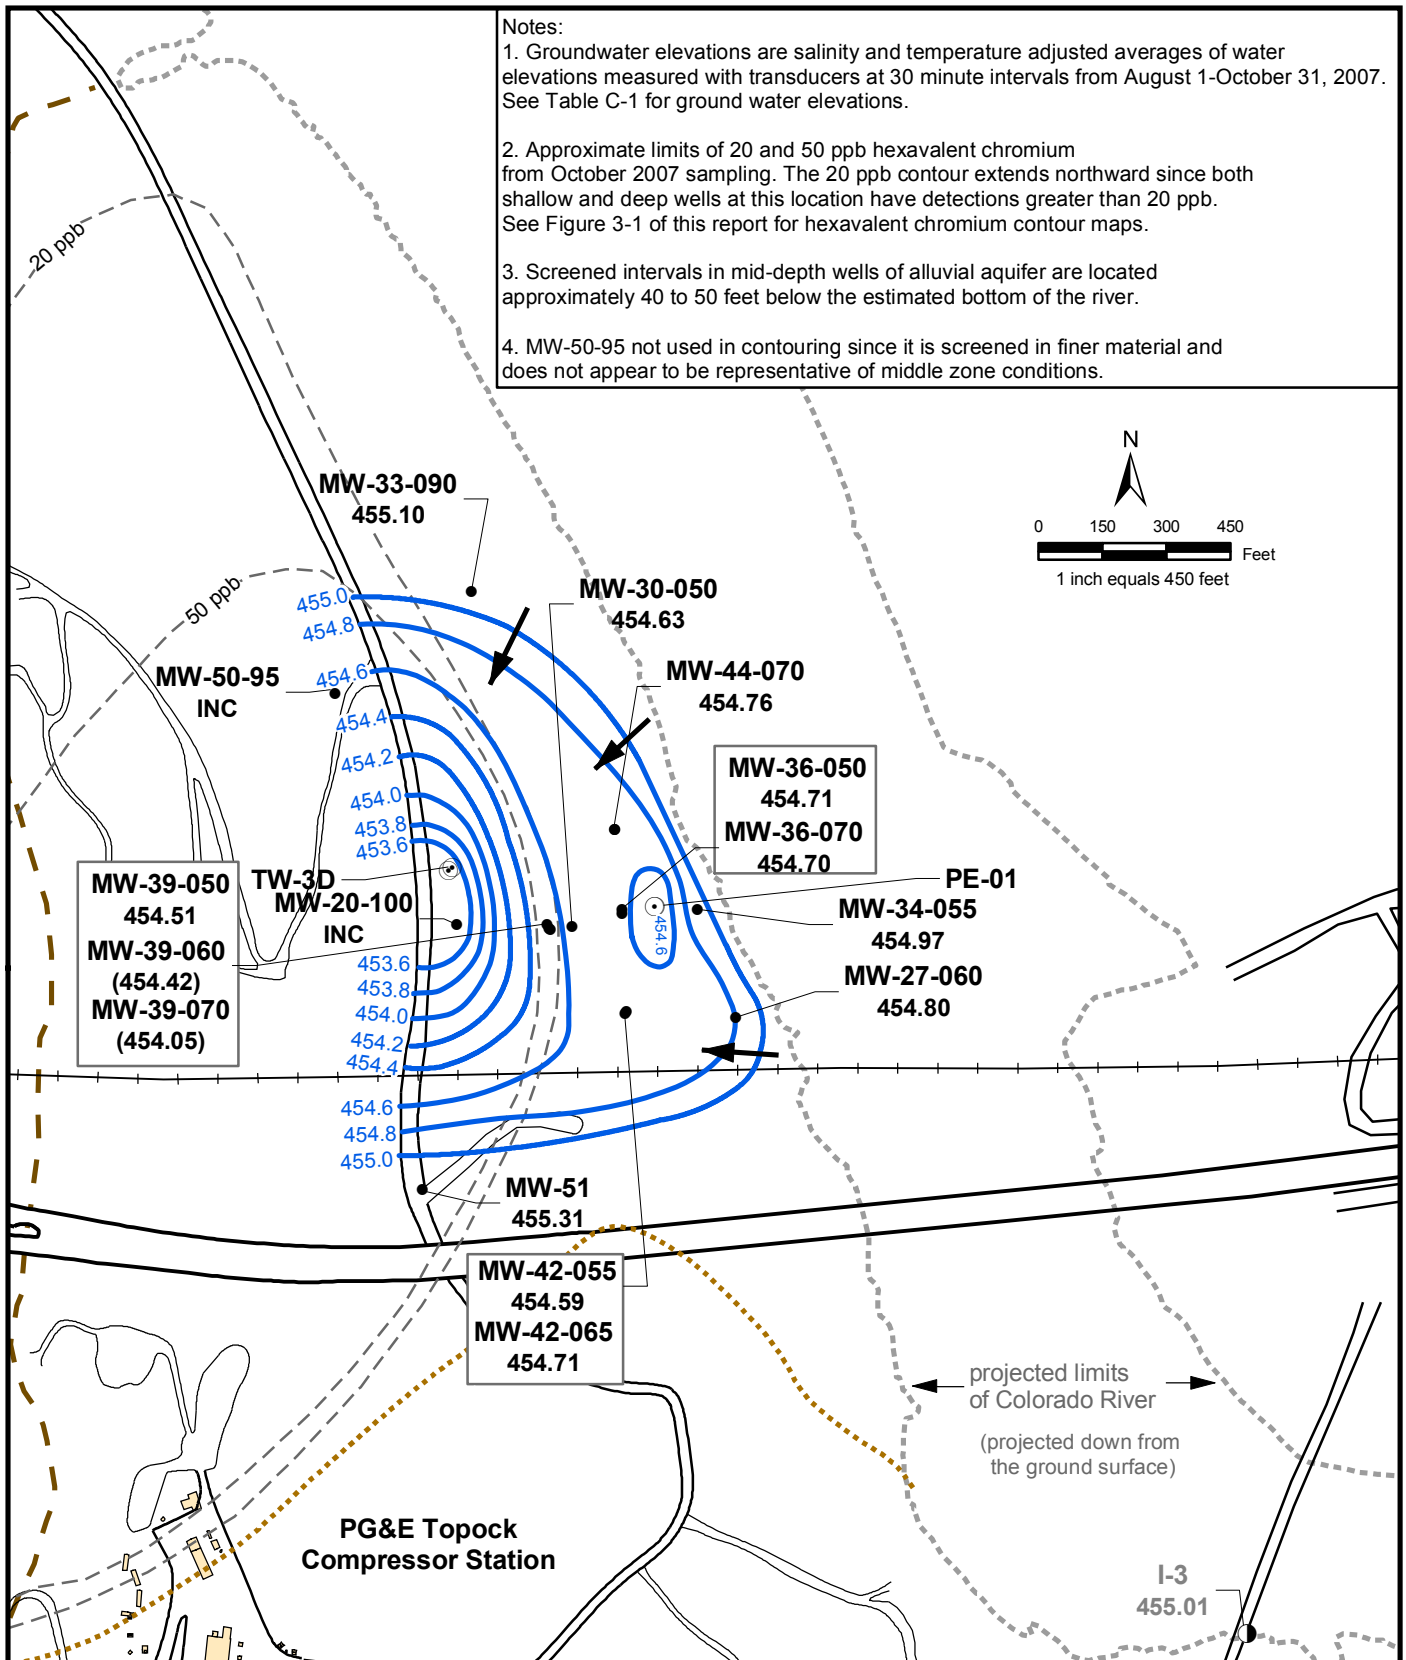 Notes:
1. Groundwater elevations are salinity and temperature adjusted averages of water
elevations measured with transducers at 30 minute intervals from August 1-October 31, 2007.
See Table C-1 for ground water elevations.
2. Approximate limits of 20 and 50 ppb hexavalent chromium
from October 2007 sampling. The 20 ppb contour extends northward since both
shallow and deep wells at this location have detections greater than 20 ppb.
See Figure 3-1 of this report for hexavalent chromium contour maps.
3. Screened intervals in mid-depth wells of alluvial aquifer are located
approximately 40 to 50 feet below the estimated bottom of the river.
4. MW-50-95 not used in contouring since it is screened in finer material and
does not appear to be representative of middle zone conditions.
20 ppb
N
0 150 300 450
Feet
1 inch equals 450 feet
MW-33-090
455.10
50 ppb
MW-30-050
454.63
455.0
454.8
454.6
MW-50-95
INC
MW-44-070
454.76
454.4
454.2
454.0
453.8
453.6
MW-36-050
454.71
MW-36-070
454.70
TW-3D
MW-20-100
INC
PE-01
454.6
MW-34-055
454.97
MW-39-050
454.51
MW-39-060
(454.42)
MW-39-070
(454.05)
MW-27-060
454.80
453.6
453.8
454.0
454.2
454.4
454.6
454.8
455.0
MW-51
455.31
MW-42-055
454.59
MW-42-065
454.71
projected limits
of Colorado River
(projected down from
the ground surface)
PG&E Topock
Compressor Station
I-3
455.01